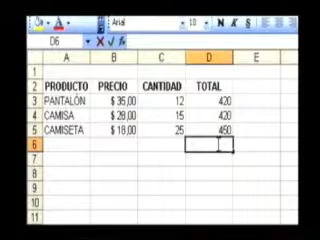 Arial 10 N K S
D6 X ✓ fx
A B C D E
1
2 PRODUCTO PRECIO CANTIDAD TOTAL
3 PANTALÓN $ 35,00 12 420
4 CAMISA $ 28,00 15 420
5 CAMISETA $ 18,00 25 450
6
7
8
9
10
11